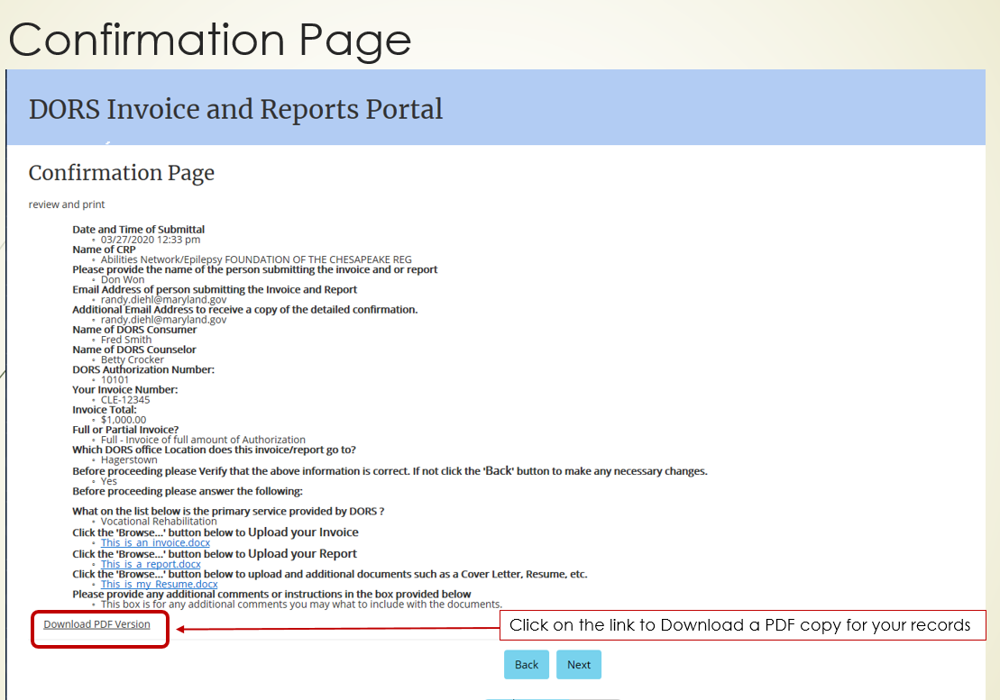 Confirmation Page
DORS Invoice and Reports Portal
Confirmation Page
review and print
Date and Time of Submittal
◦ 03/27/2020 12:33 pm
Name of CRP
◦ Abilities Network/Epilepsy FOUNDATION OF THE CHESAPEAKE REG
Please provide the name of the person submitting the invoice and or report
◦ Don Won
Email Address of person submitting the Invoice and Report
◦ randy.diehl@maryland.gov
Additional Email Address to receive a copy of the detailed confirmation.
◦ randy.diehl@maryland.gov
Name of DORS Consumer
◦ Fred Smith
Name of DORS Counselor
◦ Betty Crocker
DORS Authorization Number:
◦ 10101
Your Invoice Number:
◦ CLE-12345
Invoice Total:
◦ $1,000.00
Full or Partial Invoice?
◦ Full - Invoice of full amount of Authorization
Which DORS office Location does this invoice/report go to?
◦ Hagerstown
Before proceeding please Verify that the above information is correct. If not click the 'Back' button to make any necessary changes.
◦ Yes
Before proceeding please answer the following:
What on the list below is the primary service provided by DORS ?
◦ Vocational Rehabilitation
Click the 'Browse...' button below to Upload your Invoice
◦ This_is_an_invoice.docx
Click the 'Browse...' button below to Upload your Report
◦ This_is_a_report.docx
Click the 'Browse...' button below to upload and additional documents such as a Cover Letter, Resume, etc.
◦ This_is_my_Resume.docx
Please provide any additional comments or instructions in the box provided below
◦ This box is for any additional comments you may what to include with the documents.
Download PDF Version
Click on the link to Download a PDF copy for your records
Back Next